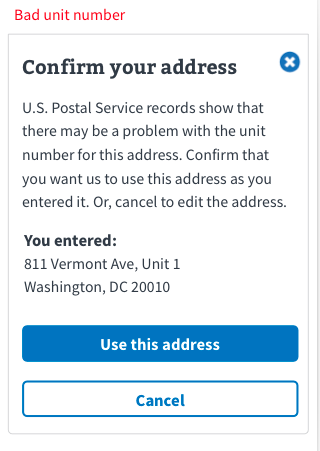 Bad unit number
Confirm your address
U.S. Postal Service records show that
there may be a problem with the unit
number for this address. Confirm that
you want us to use this address as you
entered it. Or, cancel to edit the address.
You entered:
811 Vermont Ave, Unit 1
Washington, DC 20010
Use this address
Cancel